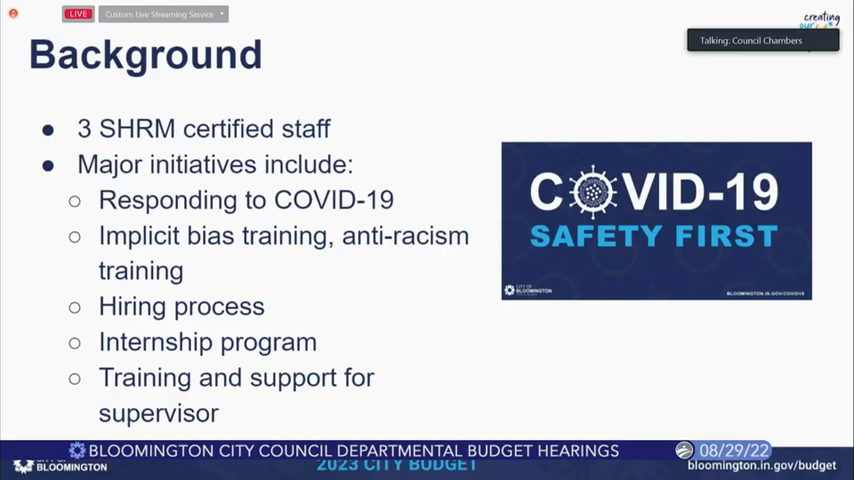 LIVE
Custom Live Streaming Service
creating
Talking: Council Chambers
Background
● 3 SHRM certified staff
● Major initiatives include:
○ Responding to COVID-19
○ Implicit bias training, anti-racism
training
○ Hiring process
○ Internship program
○ Training and support for
supervisor
COVID-19
SAFETY FIRST
CITY OF
BLOOMINGTON
BLOOMINGTON.IN.GOV/COVID19
BLOOMINGTON CITY COUNCIL DEPARTMENTAL BUDGET HEARINGS
08/29/22
BLOOMINGTON
2023 CITY BUDGET
bloomington.in.gov/budget